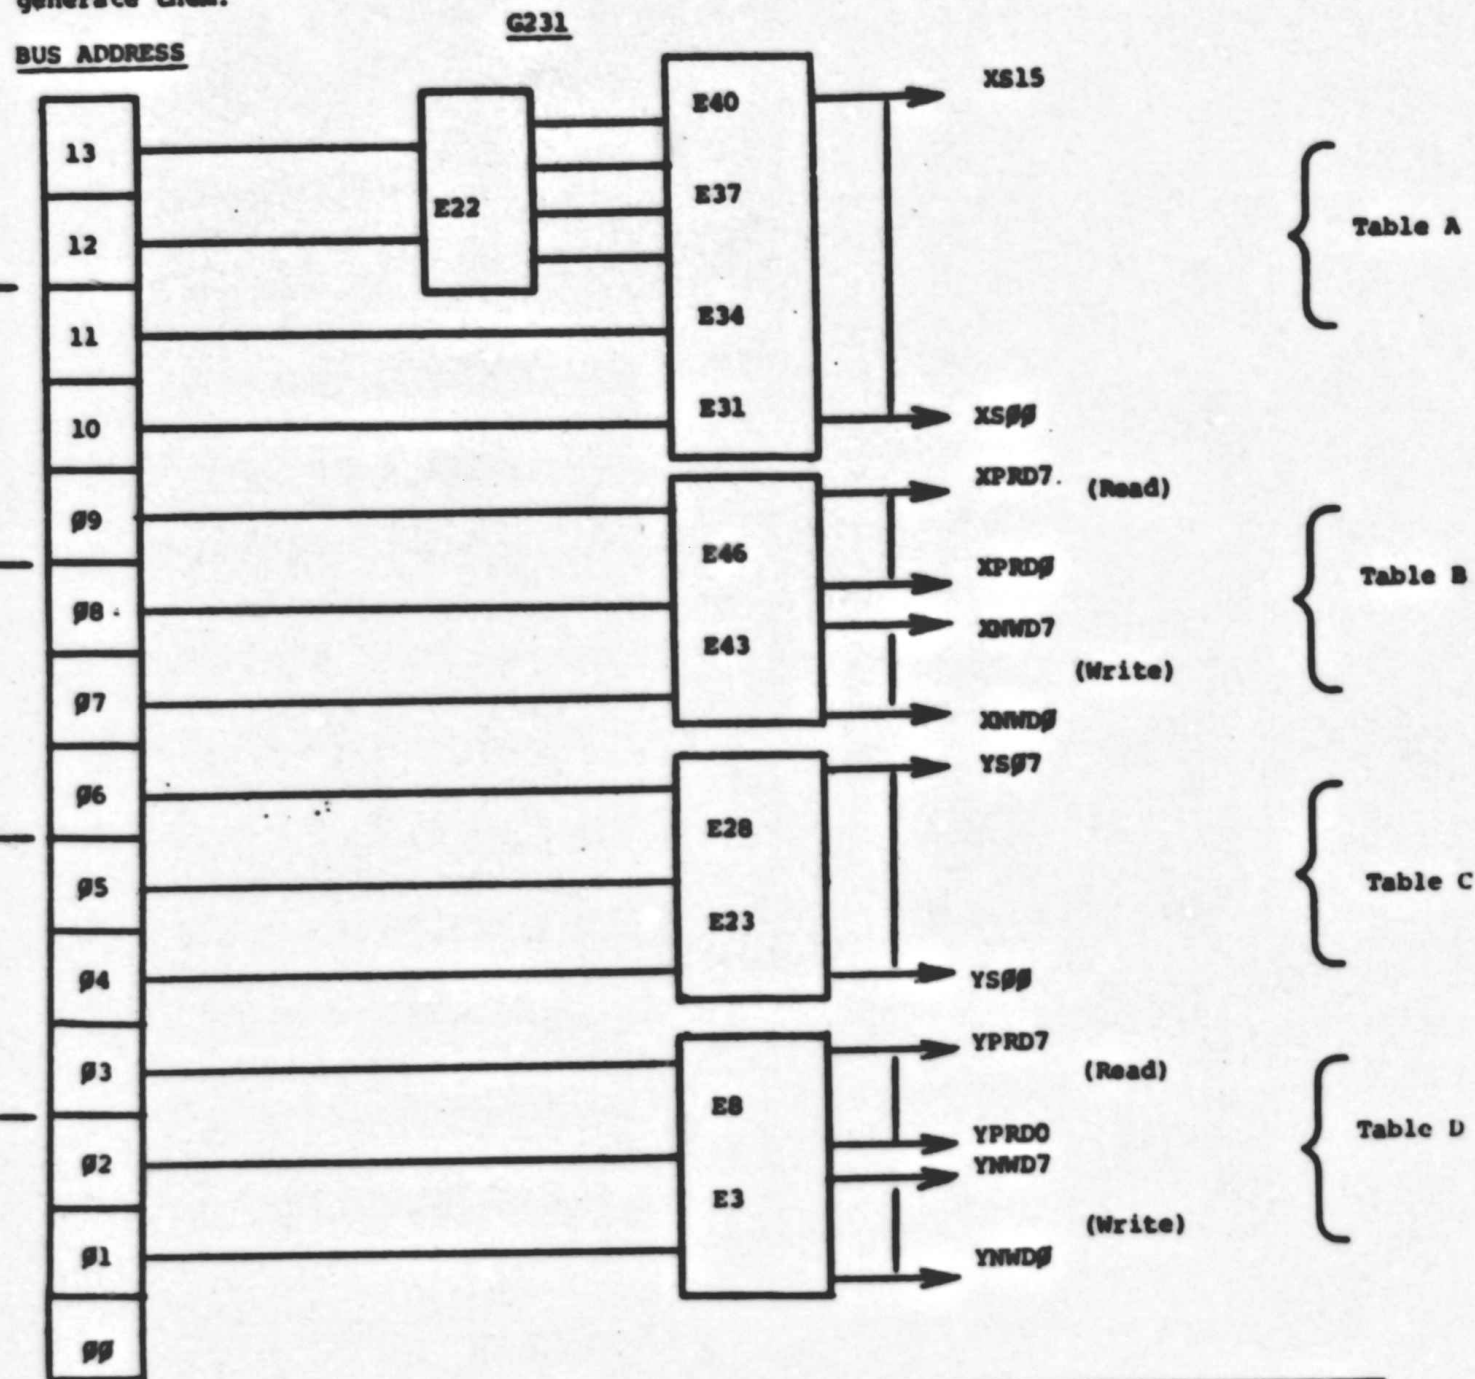 generate them.
G231
BUS ADDRESS
13
12
11
10
Ø9
Ø8
Ø7
Ø6
Ø5
Ø4
Ø3
Ø2
Ø1
ØØ
E22
E40
E37
E34
E31
XS15
XSØØ
Table A
E46
E43
XPRD7
(Read)
XPRDØ
XNWD7
(Write)
XNWDØ
Table B
E28
E23
YSØ7
YSØØ
Table C
E8
E3
YPRD7
(Read)
YPRD0
YNWD7
(Write)
YNWDØ
Table D